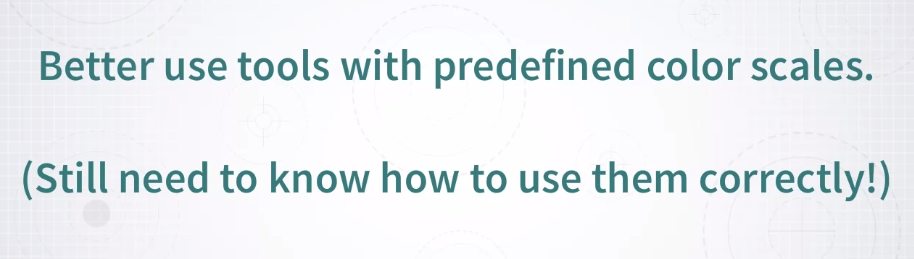 Better use tools with predefined color scales.
(Still need to know how to use them correctly!)